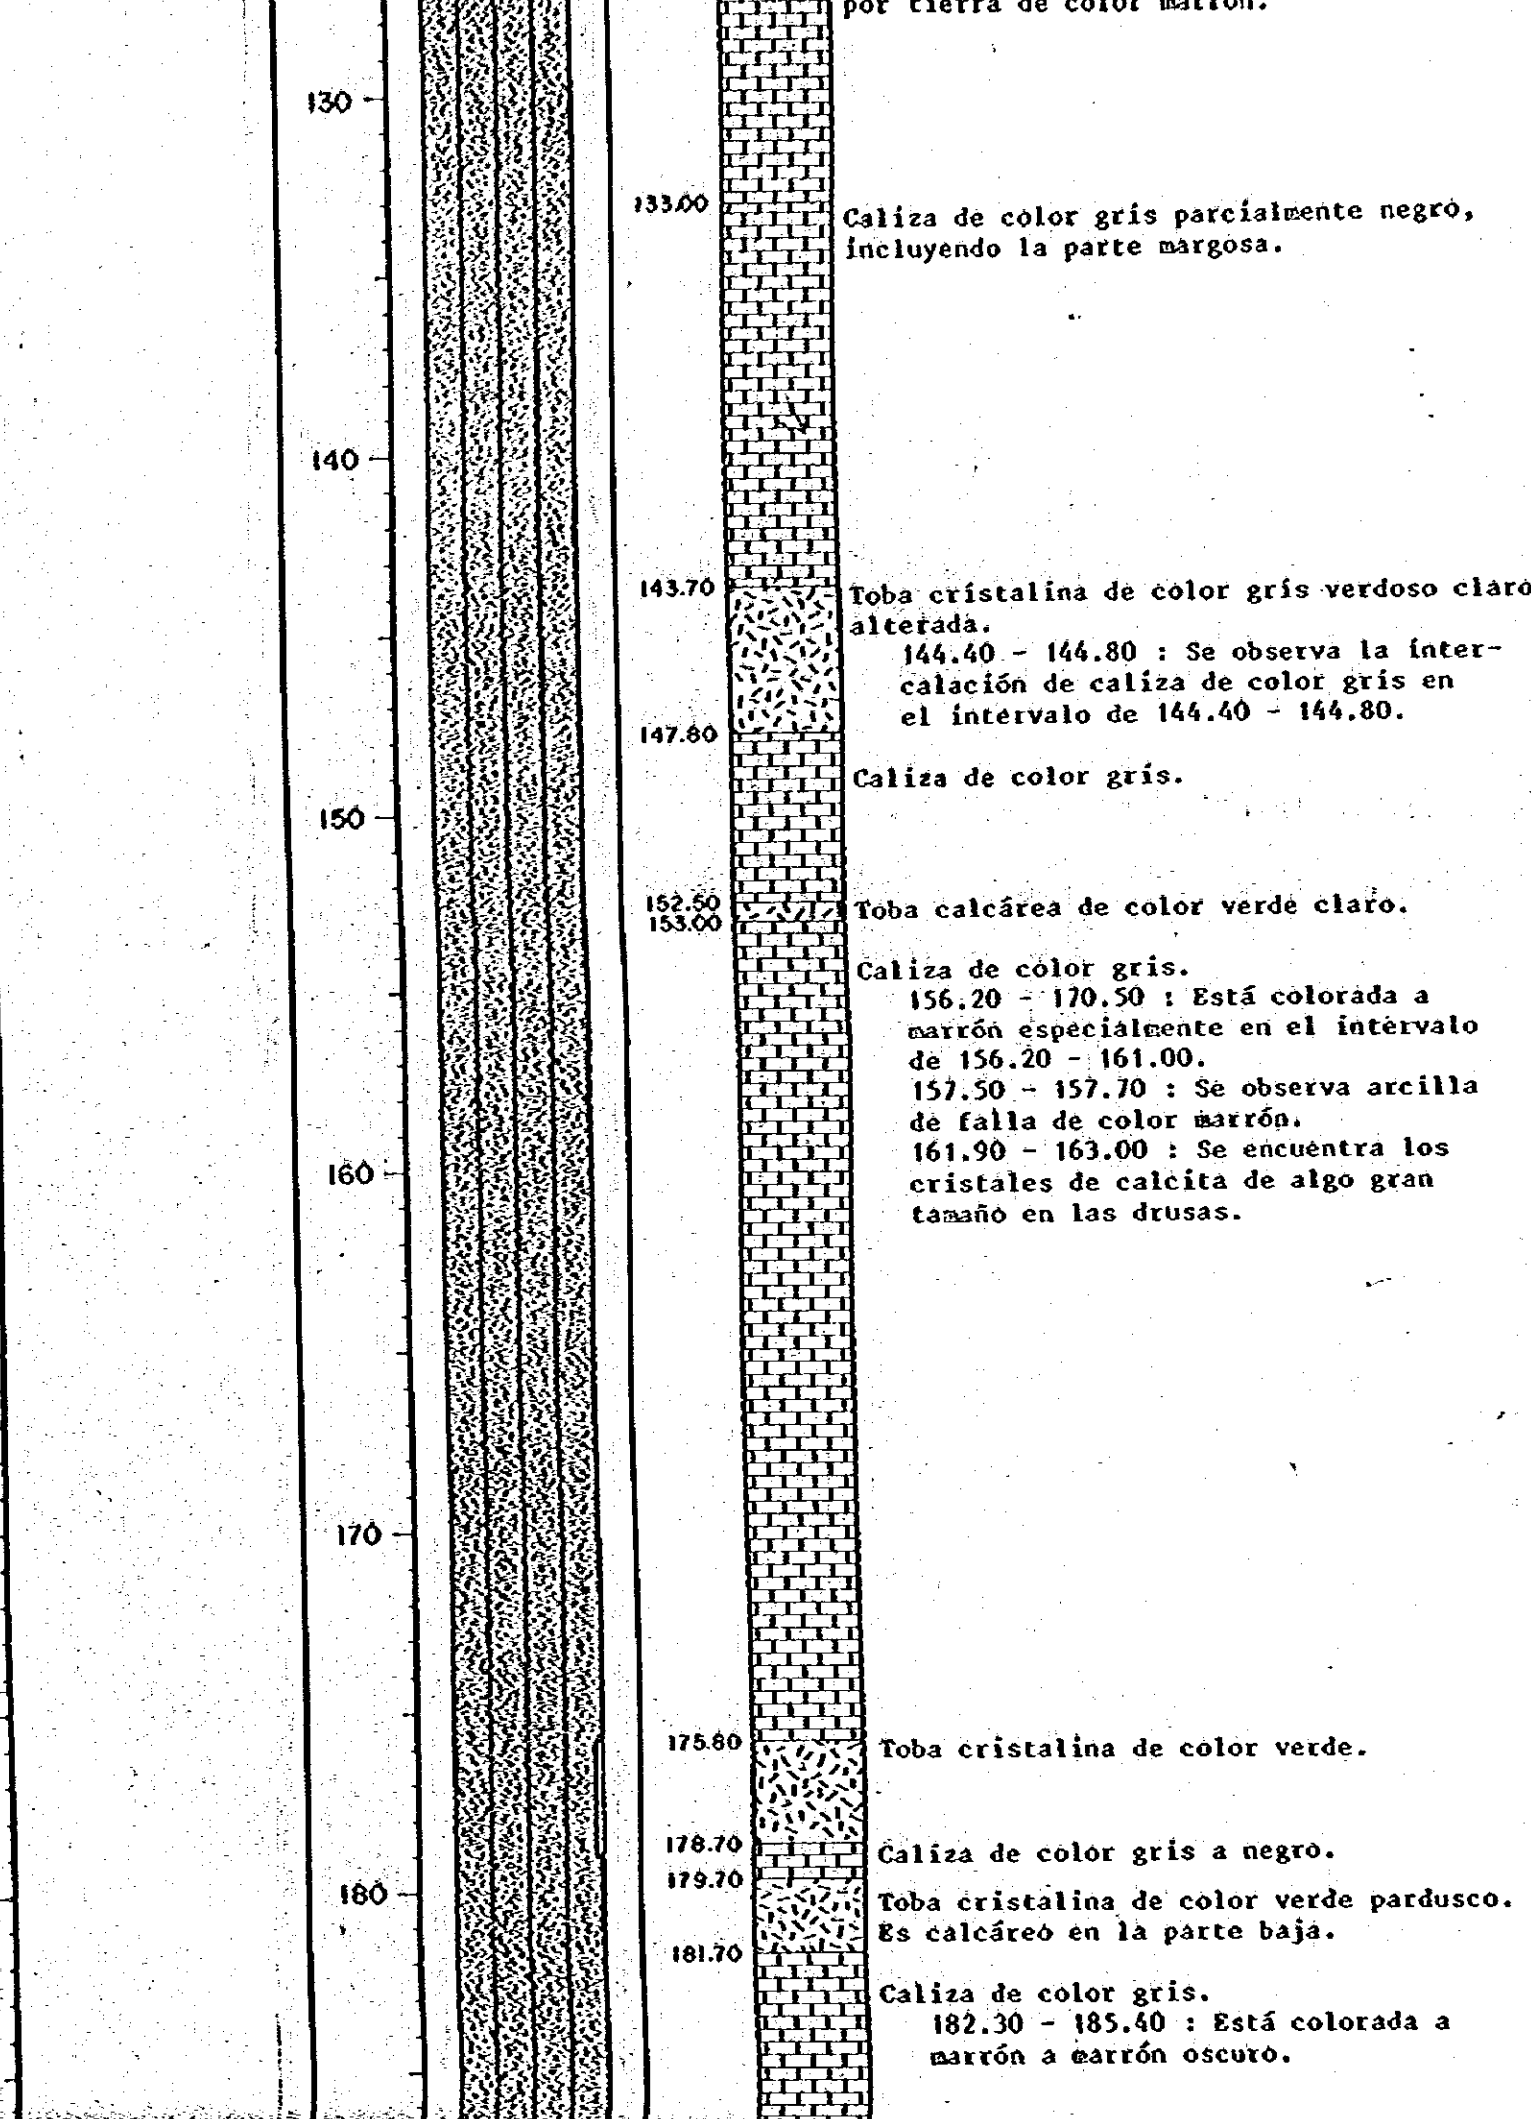 por tierra de color marrón.
130
133.00
Caliza de color gris parcialmente negro,
incluyendo la parte margosa.
140
143.70
Toba cristalina de color gris verdoso claro
alterada.
144.40 - 144.80 : Se observa la inter-
calación de caliza de color gris en
el intervalo de 144.40 - 144.80.
147.80
Caliza de color gris.
150
152.50
Toba calcárea de color verde claro.
153.00
Caliza de color gris.
156.20 - 170.50 : Está colorada a
marrón especialmente en el intervalo
de 156.20 - 161.00.
157.50 - 157.70 : Se observa arcilla
de falla de color marrón.
161.90 - 163.00 : Se encuentra los
cristales de calcita de algo gran
tamaño en las drusas.
160
170
175.80
Toba cristalina de color verde.
178.70
Caliza de color gris a negro.
179.70
180
Toba cristalina de color verde pardusco.
Es calcáreo en la parte baja.
181.70
Caliza de color gris.
182.30 - 185.40 : Está colorada a
marrón a marrón oscuro.